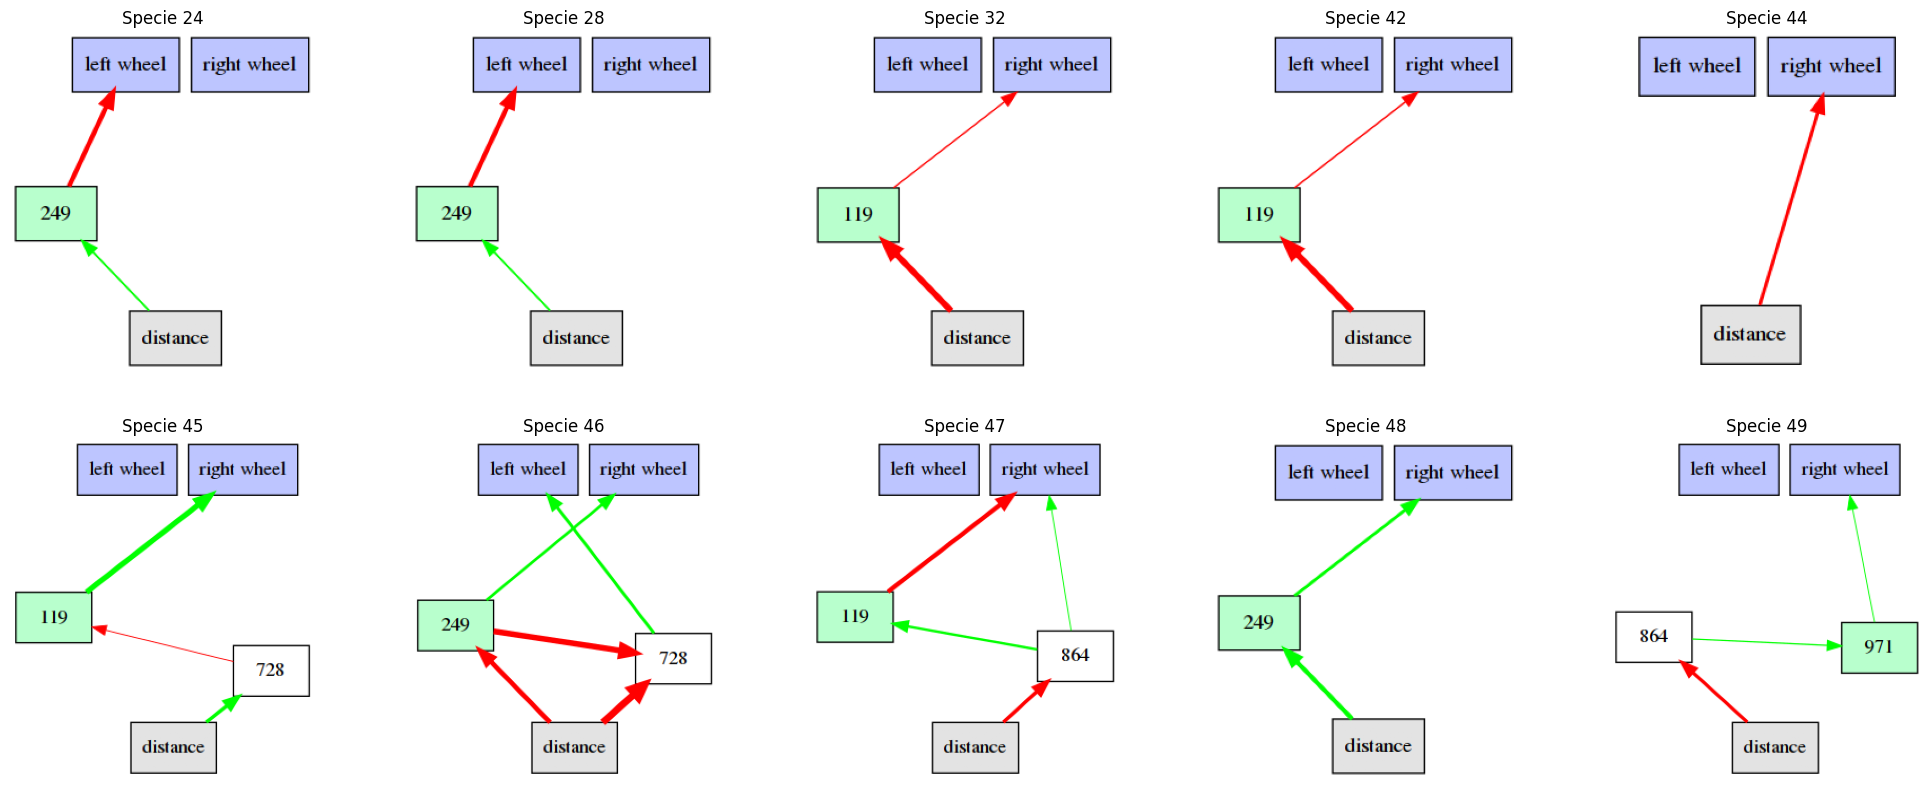 Specie 24
left wheel
right wheel
249
distance
Specie 28
left wheel
right wheel
249
distance
Specie 32
left wheel
right wheel
119
distance
Specie 42
left wheel
right wheel
119
distance
Specie 44
left wheel
right wheel
distance
Specie 45
left wheel
right wheel
119
728
distance
Specie 46
left wheel
right wheel
249
728
distance
Specie 47
left wheel
right wheel
119
864
distance
Specie 48
left wheel
right wheel
249
distance
Specie 49
left wheel
right wheel
864
971
distance